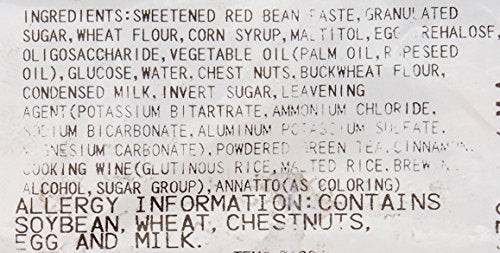 INGREDIENTS:SWEETENED RED BEAN PASTE,GRANULATED
SUGAR,WHEAT FLOUR,CORN SYRUP,MALTITOL,EGG,TREHALOSE,
OLIGOSACCHARIDE,VEGETABLE OIL(PALM OIL,RAPESEED
OIL),GLUCOSE,WATER,CHEST NUTS,BUCKWHEAT FLOUR,
CONDENSED MILK,INVERT SUGAR,LEAVENING
AGENT(POTASSIUM BITARTRATE,AMMONIUM CHLORIDE,
SODIUM BICARBONATE,ALUMINUM POTASSIUM SULFATE,
MAGNESIUM CARBONATE),POWDERED GREEN TEA,CINNAMON,
COOKING WINE(GLUTINOUS RICE,MALTED RICE,BREWING
ALCOHOL,SUGAR GROUP),ANNATTO(AS COLORING)
ALLERGY INFORMATION:CONTAINS
SOYBEAN,WHEAT,CHESTNUTS,
EGG AND MILK.